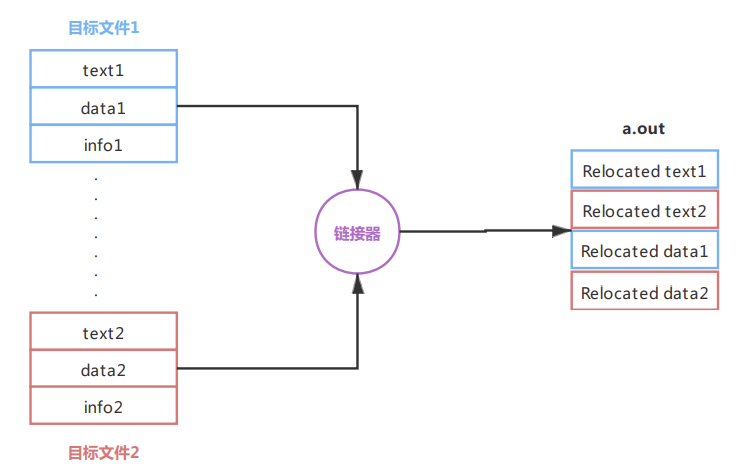 目标文件1
text1
data1
info1
链接器
text2
data2
info2
目标文件2
a.out
Relocated text1
Relocated text2
Relocated data1
Relocated data2